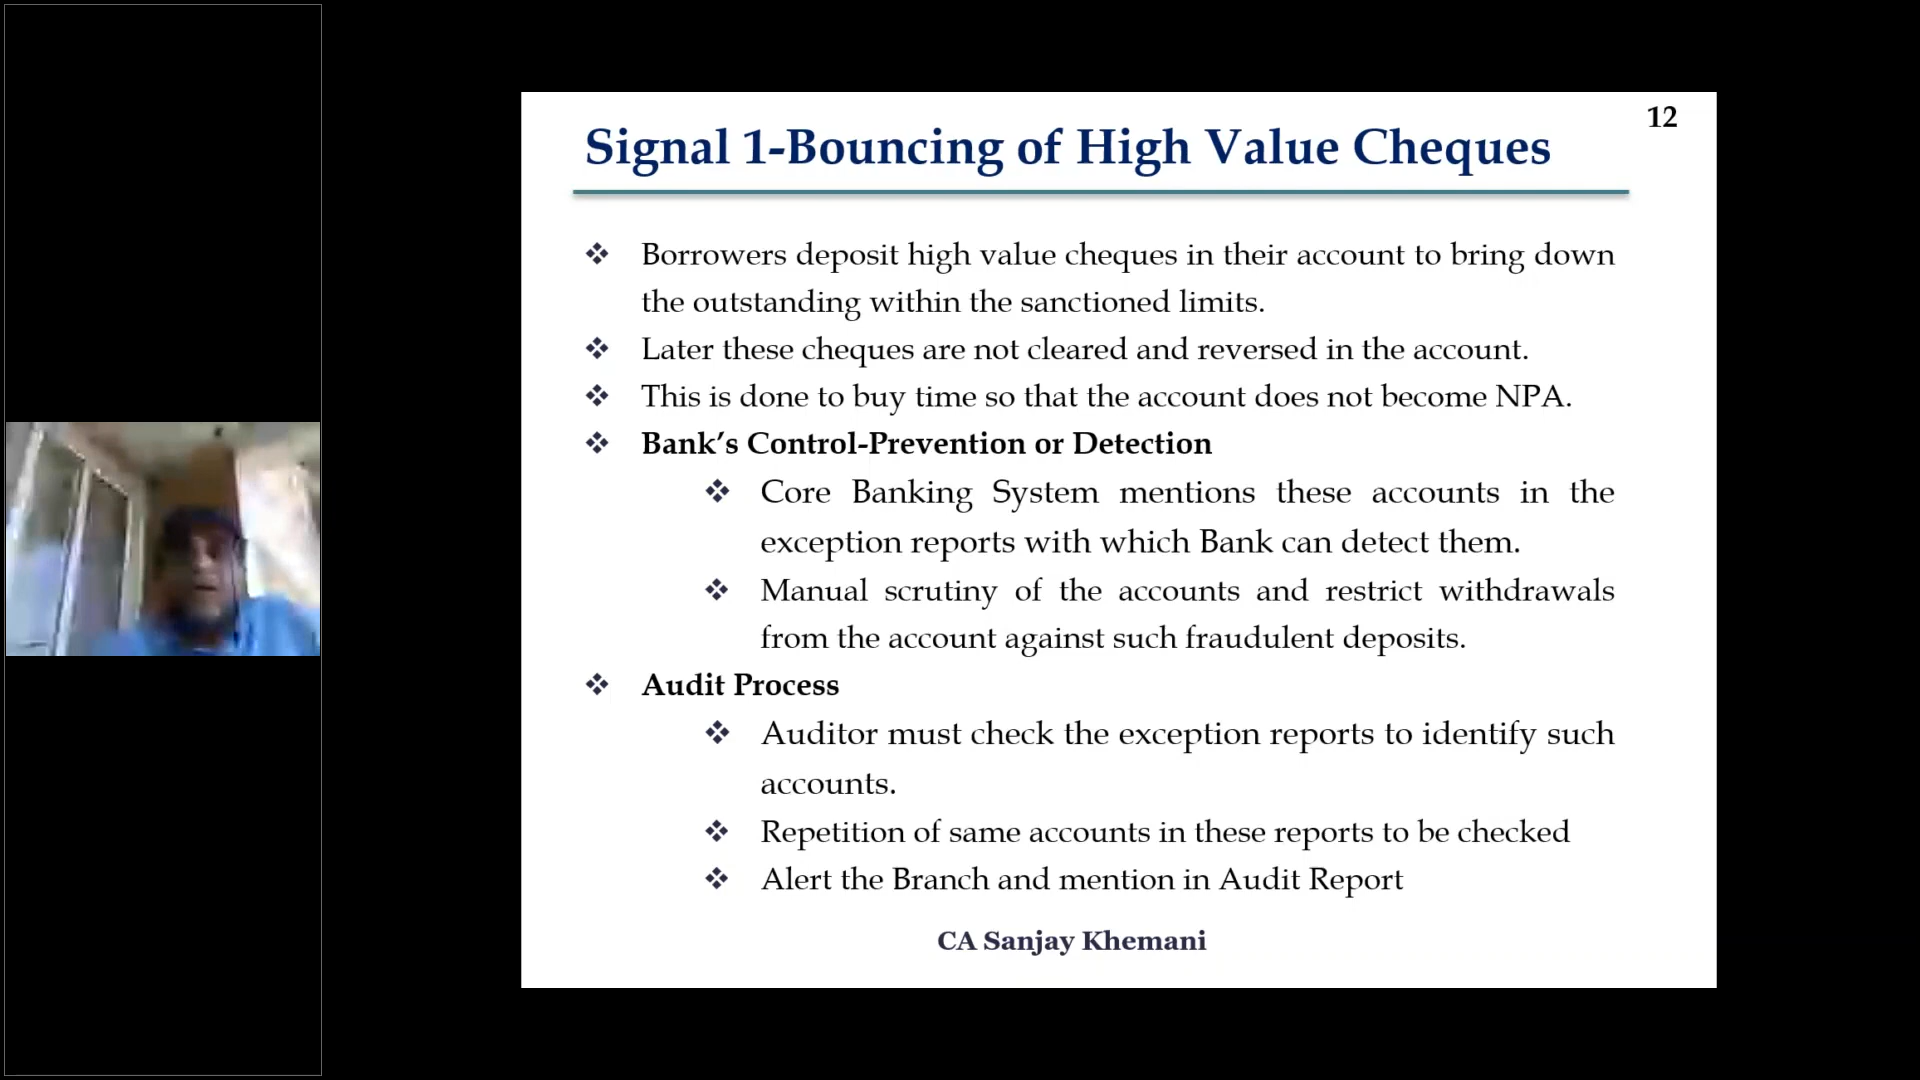 12
Signal 1-Bouncing of High Value Cheques
❖ Borrowers deposit high value cheques in their account to bring down
the outstanding within the sanctioned limits.
❖ Later these cheques are not cleared and reversed in the account.
❖ This is done to buy time so that the account does not become NPA.
❖ Bank’s Control-Prevention or Detection
❖ Core Banking System mentions these accounts in the
exception reports with which Bank can detect them.
❖ Manual scrutiny of the accounts and restrict withdrawals
from the account against such fraudulent deposits.
❖ Audit Process
❖ Auditor must check the exception reports to identify such
accounts.
❖ Repetition of same accounts in these reports to be checked
❖ Alert the Branch and mention in Audit Report
CA Sanjay Khemani